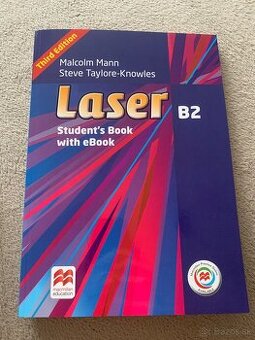 Third Edition
Malcolm Mann
Steve Taylore-Knowles
Laser B2
Student's Book
with eBook
macmillan
education